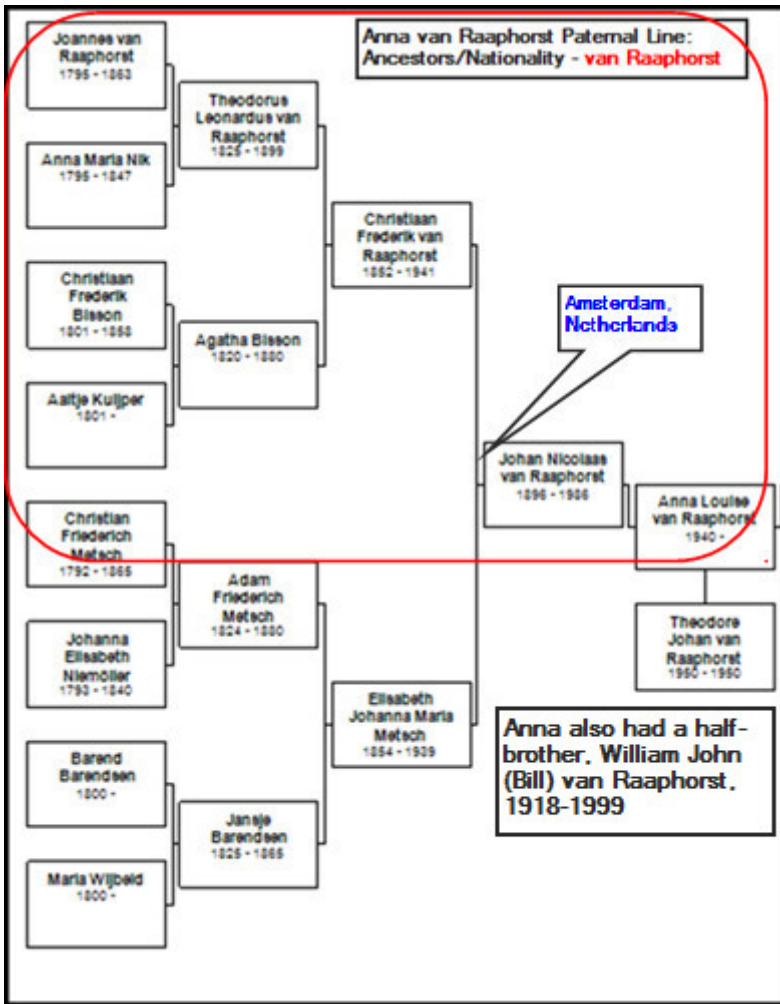 Anna van Raaphorst Paternal Line:
Ancestors/Nationality - van Raaphorst
Joannes van
Raaphorst
1795 - 1863
Anna Maria Nik
1795 - 1847
Christiaan
Frederik
Bisson
1801 - 1858
Aaltje Kuijper
1801 -
Christian
Friederich
Metsch
1792 - 1865
Johanna
Elisabeth
Niemöller
1793 - 1840
Barend
Barendsen
1800 -
Maria Wijbeld
1800 -
Theodorus
Leonardus van
Raaphorst
1825 - 1899
Agatha Bisson
1820 - 1880
Adam
Friederich
Metsch
1824 - 1880
Jansje
Barendsen
1825 - 1865
Christiaan
Frederik van
Raaphorst
1852 - 1941
Elisabeth
Johanna Maria
Metsch
1854 - 1939
Amsterdam,
Netherlands
Johan Nicolaas
van Raaphorst
1896 - 1986
Anna Louise
van Raaphorst
1940 -
Theodore
Johan van
Raaphorst
1950 - 1950
Anna also had a half-
brother, William John
(Bill) van Raaphorst,
1918-1999